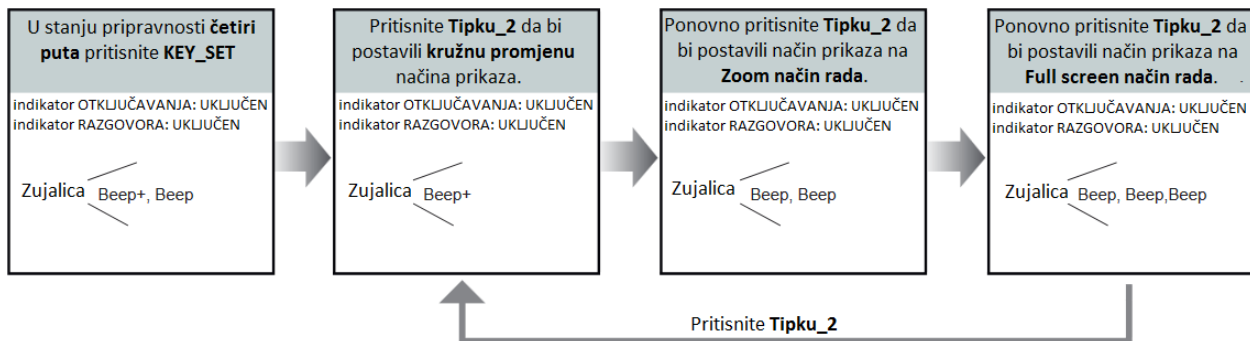 U stanju pripravnosti četiri
puta pritisnite KEY_SET
indikator OTKLJUČAVANJA: UKLJUČEN
indikator RAZGOVORA: UKLJUČEN
Zujalica Beep+, Beep
Pritisnite Tipku_2 da bi
postavili kružnu promjenu
načina prikaza.
indikator OTKLJUČAVANJA: UKLJUČEN
indikator RAZGOVORA: UKLJUČEN
Zujalica Beep+
Ponovno pritisnite Tipku_2 da
bi postavili način prikaza na
Zoom način rada.
indikator OTKLJUČAVANJA: UKLJUČEN
indikator RAZGOVORA: UKLJUČEN
Zujalica Beep, Beep
Ponovno pritisnite Tipku_2 da
bi postavili način prikaza na
Full screen način rada. .
indikator OTKLJUČAVANJA: UKLJUČEN
indikator RAZGOVORA: UKLJUČEN
Zujalica Beep, Beep,Beep
Pritisnite Tipku_2